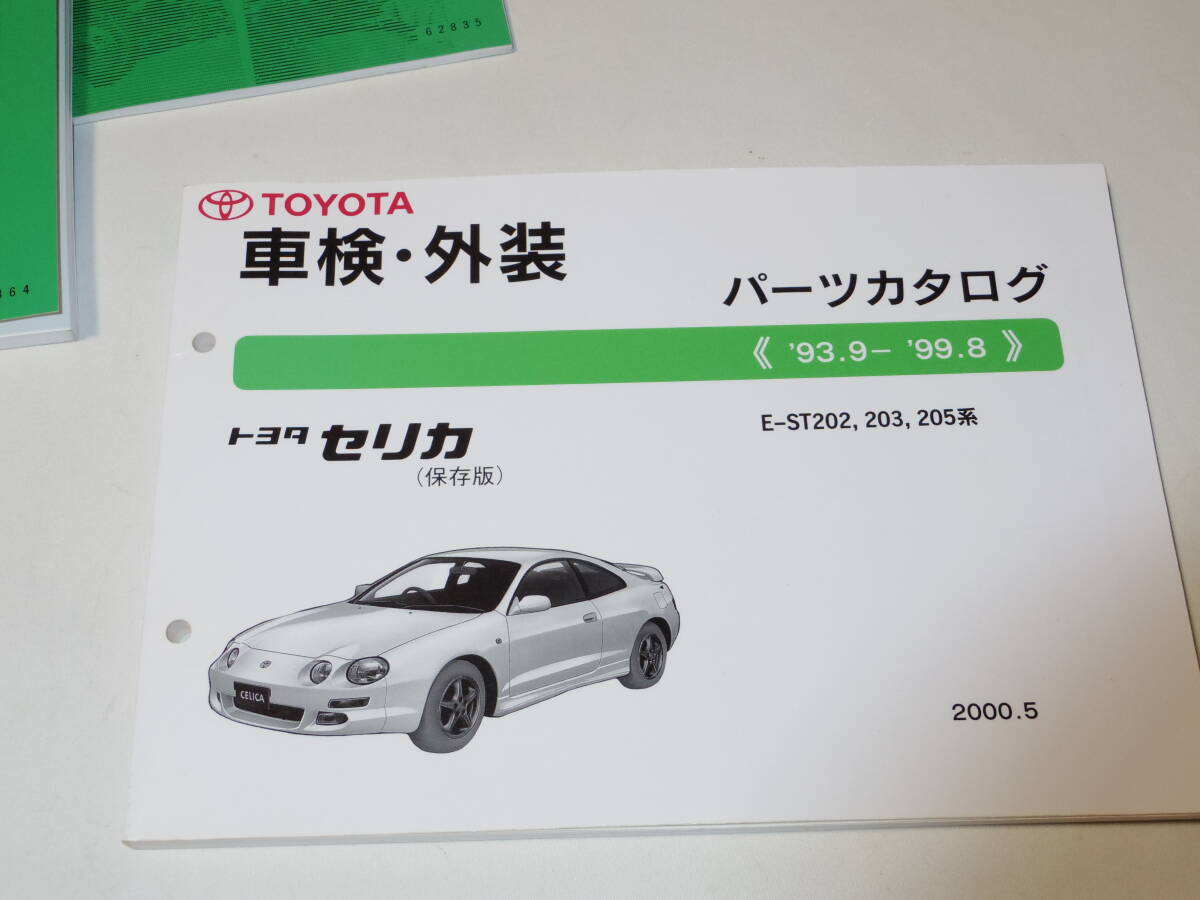 62835
364
TOYOTA
車検・外装
パーツカタログ
《 '93.9− '99.8 》
トヨタ セリカ
(保存版)
E−ST202, 203, 205系
CELICA
2000.5